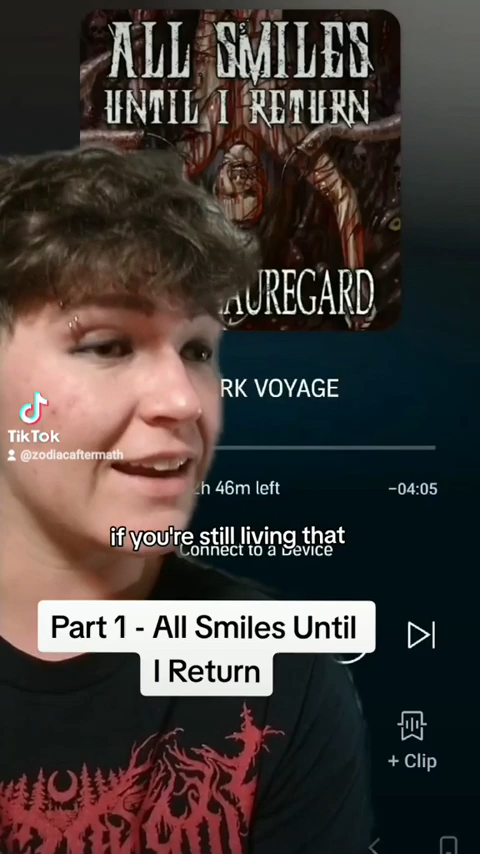 ALL SMILES
UNTIL I RETURN
AUREGARD
RK VOYAGE
TikTok
@zodiacaftermath
2h 46m left
-04:05
if you're still living that
Connect to a Device
Part 1 - All Smiles Until
I Return
+ Clip